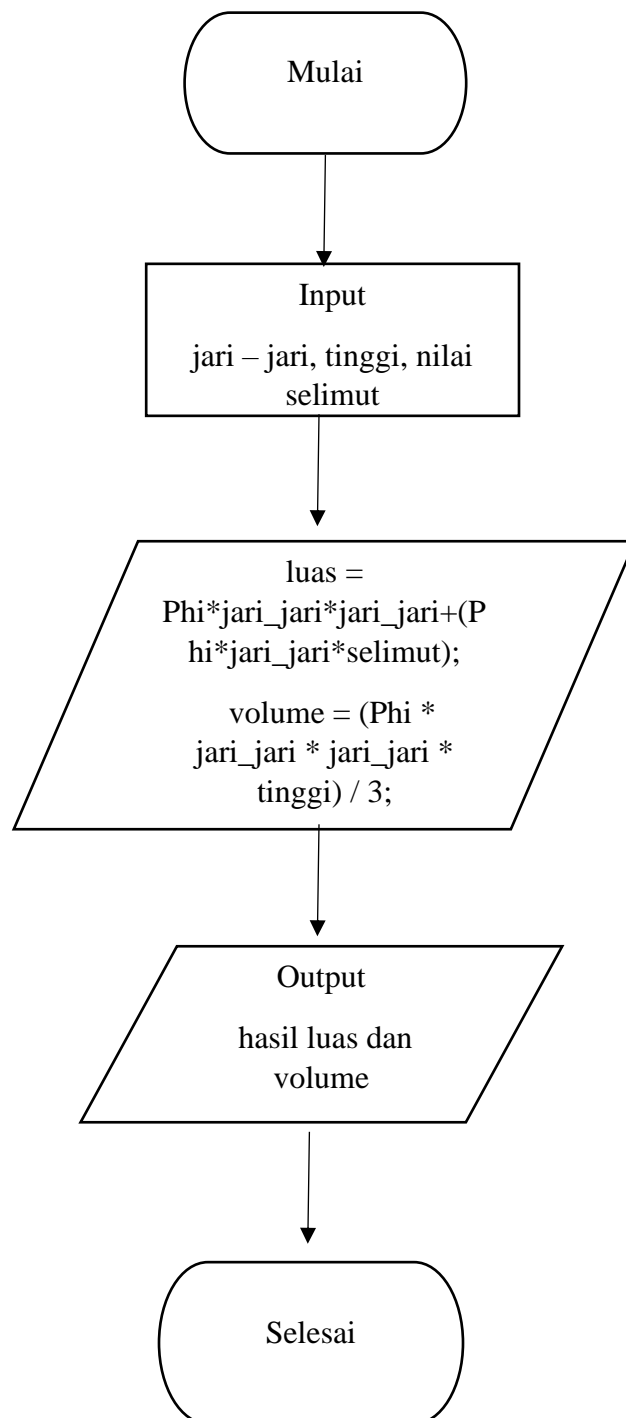 Mulai
Input
jari – jari, tinggi, nilai
selimut
luas =
Phi*jari_jari*jari_jari+(P
hi*jari_jari*selimut);
volume = (Phi *
jari_jari * jari_jari *
tinggi) / 3;
Output
hasil luas dan
volume
Selesai